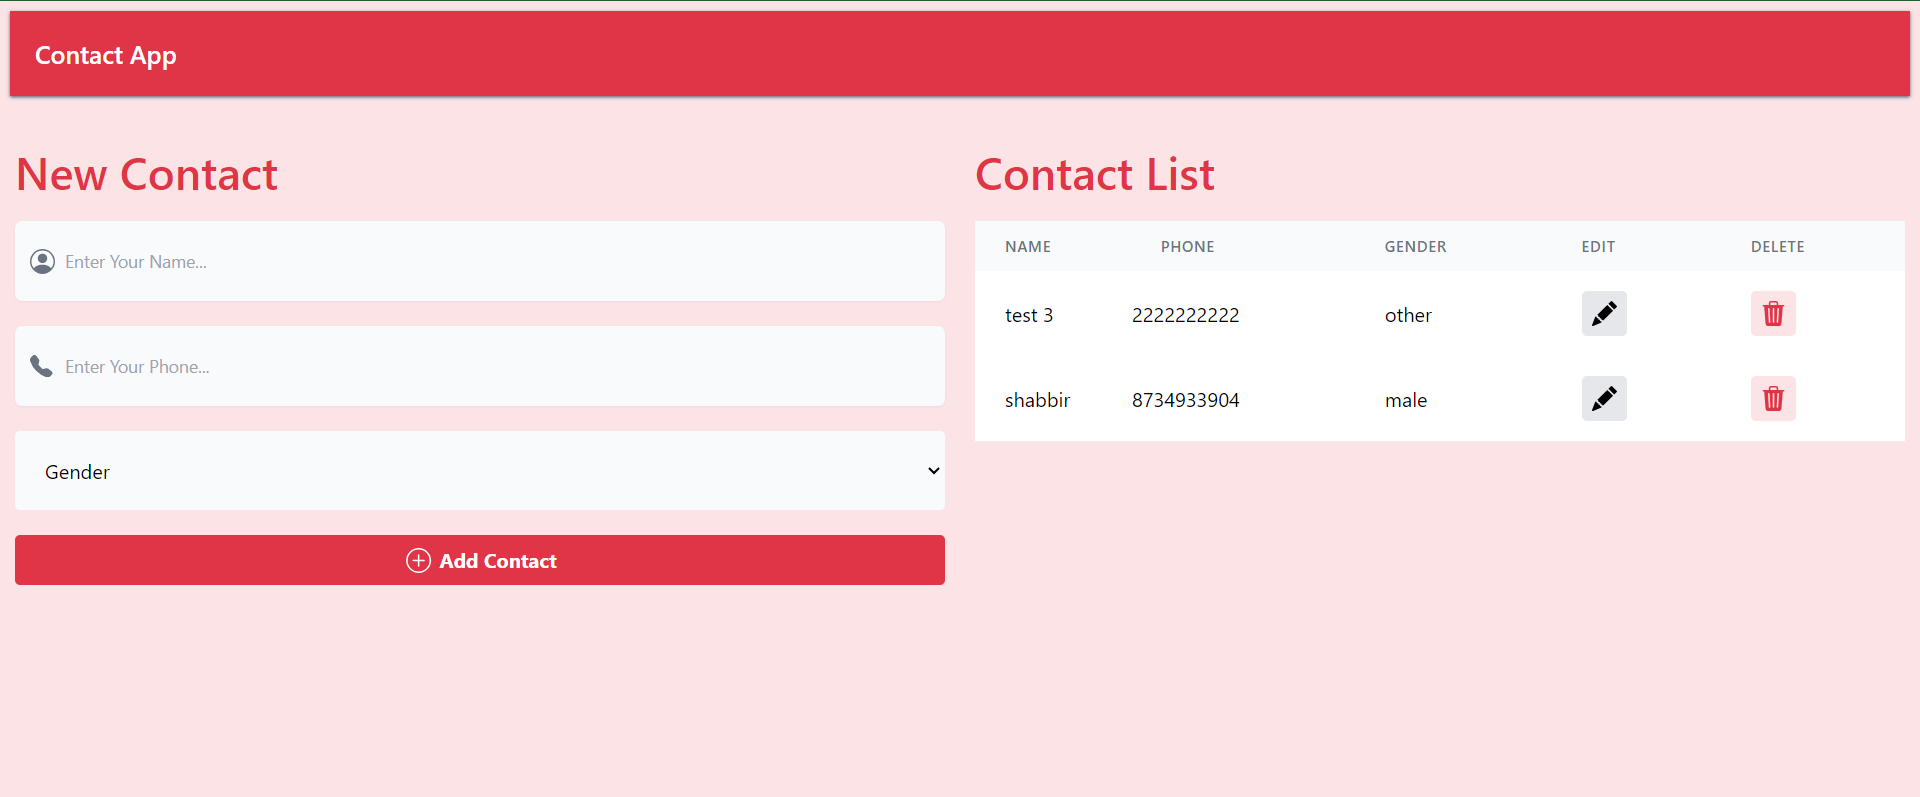 Contact App
New Contact
Enter Your Name...
Enter Your Phone...
Gender
Add Contact
Contact List
NAME PHONE GENDER EDIT DELETE
test 3 2222222222 other
shabbir 8734933904 male